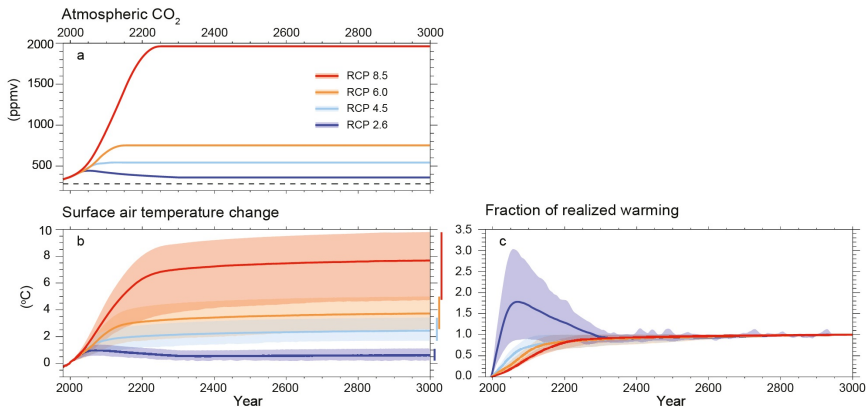 Atmospheric CO2
2000 2200 2400 2600 2800 3000
2000
1500
1000
500
(ppmv)
a
RCP 8.5
RCP 6.0
RCP 4.5
RCP 2.6
Surface air temperature change
10
8
6
4
2
0
(°C)
b
2000 2200 2400 2600 2800 3000
Year
Fraction of realized warming
3.5
3.0
2.5
2.0
1.5
1.0
0.5
0.0
c
2000 2200 2400 2600 2800 3000
Year